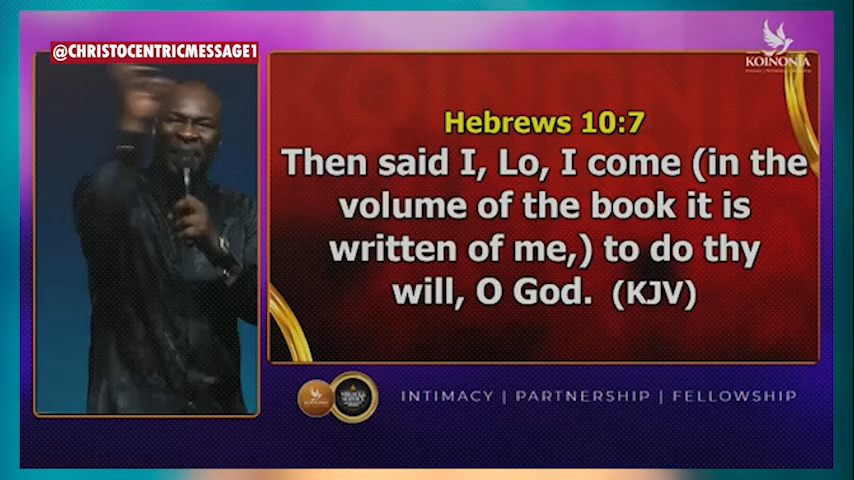 @CHRISTOCENTRICMESSAGE1
KOINONIA
Hebrews 10:7
Then said I, Lo, I come (in the
volume of the book it is
written of me,) to do thy
will, O God. (KJV)
INTIMACY | PARTNERSHIP | FELLOWSHIP